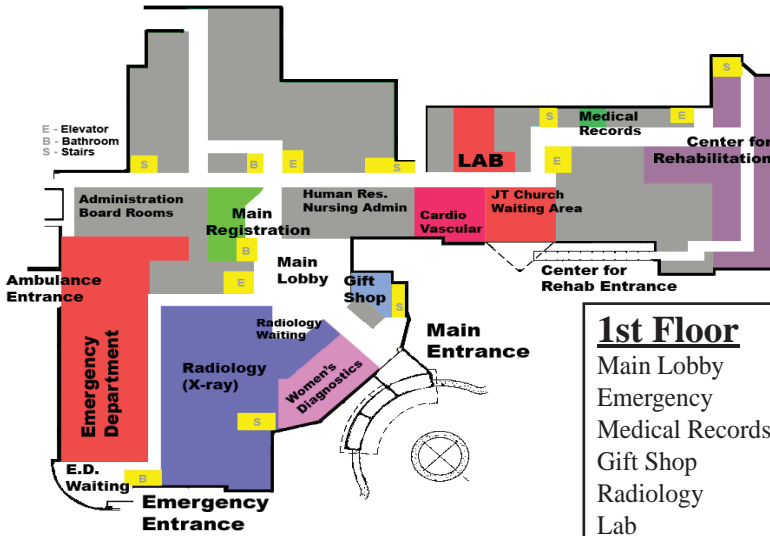 E - Elevator
B - Bathroom
S - Stairs
S
B
E
S
S
Medical
Records
E
S
LAB
E
Center for
Rehabilitation
Administration
Board Rooms
Main
Registration
Human Res.
Nursing Admin
Cardio
Vascular
JT Church
Waiting Area
B
E
Main
Lobby
Gift
Shop
S
Center for
Rehab Entrance
Ambulance
Entrance
Main
Entrance
Radiology
Waiting
Radiology
(X-ray)
Women's
Diagnostics
Emergency
Department
S
E.D.
Waiting
B
Emergency
Entrance
1st Floor
Main Lobby
Emergency
Medical Records
Gift Shop
Radiology
Lab